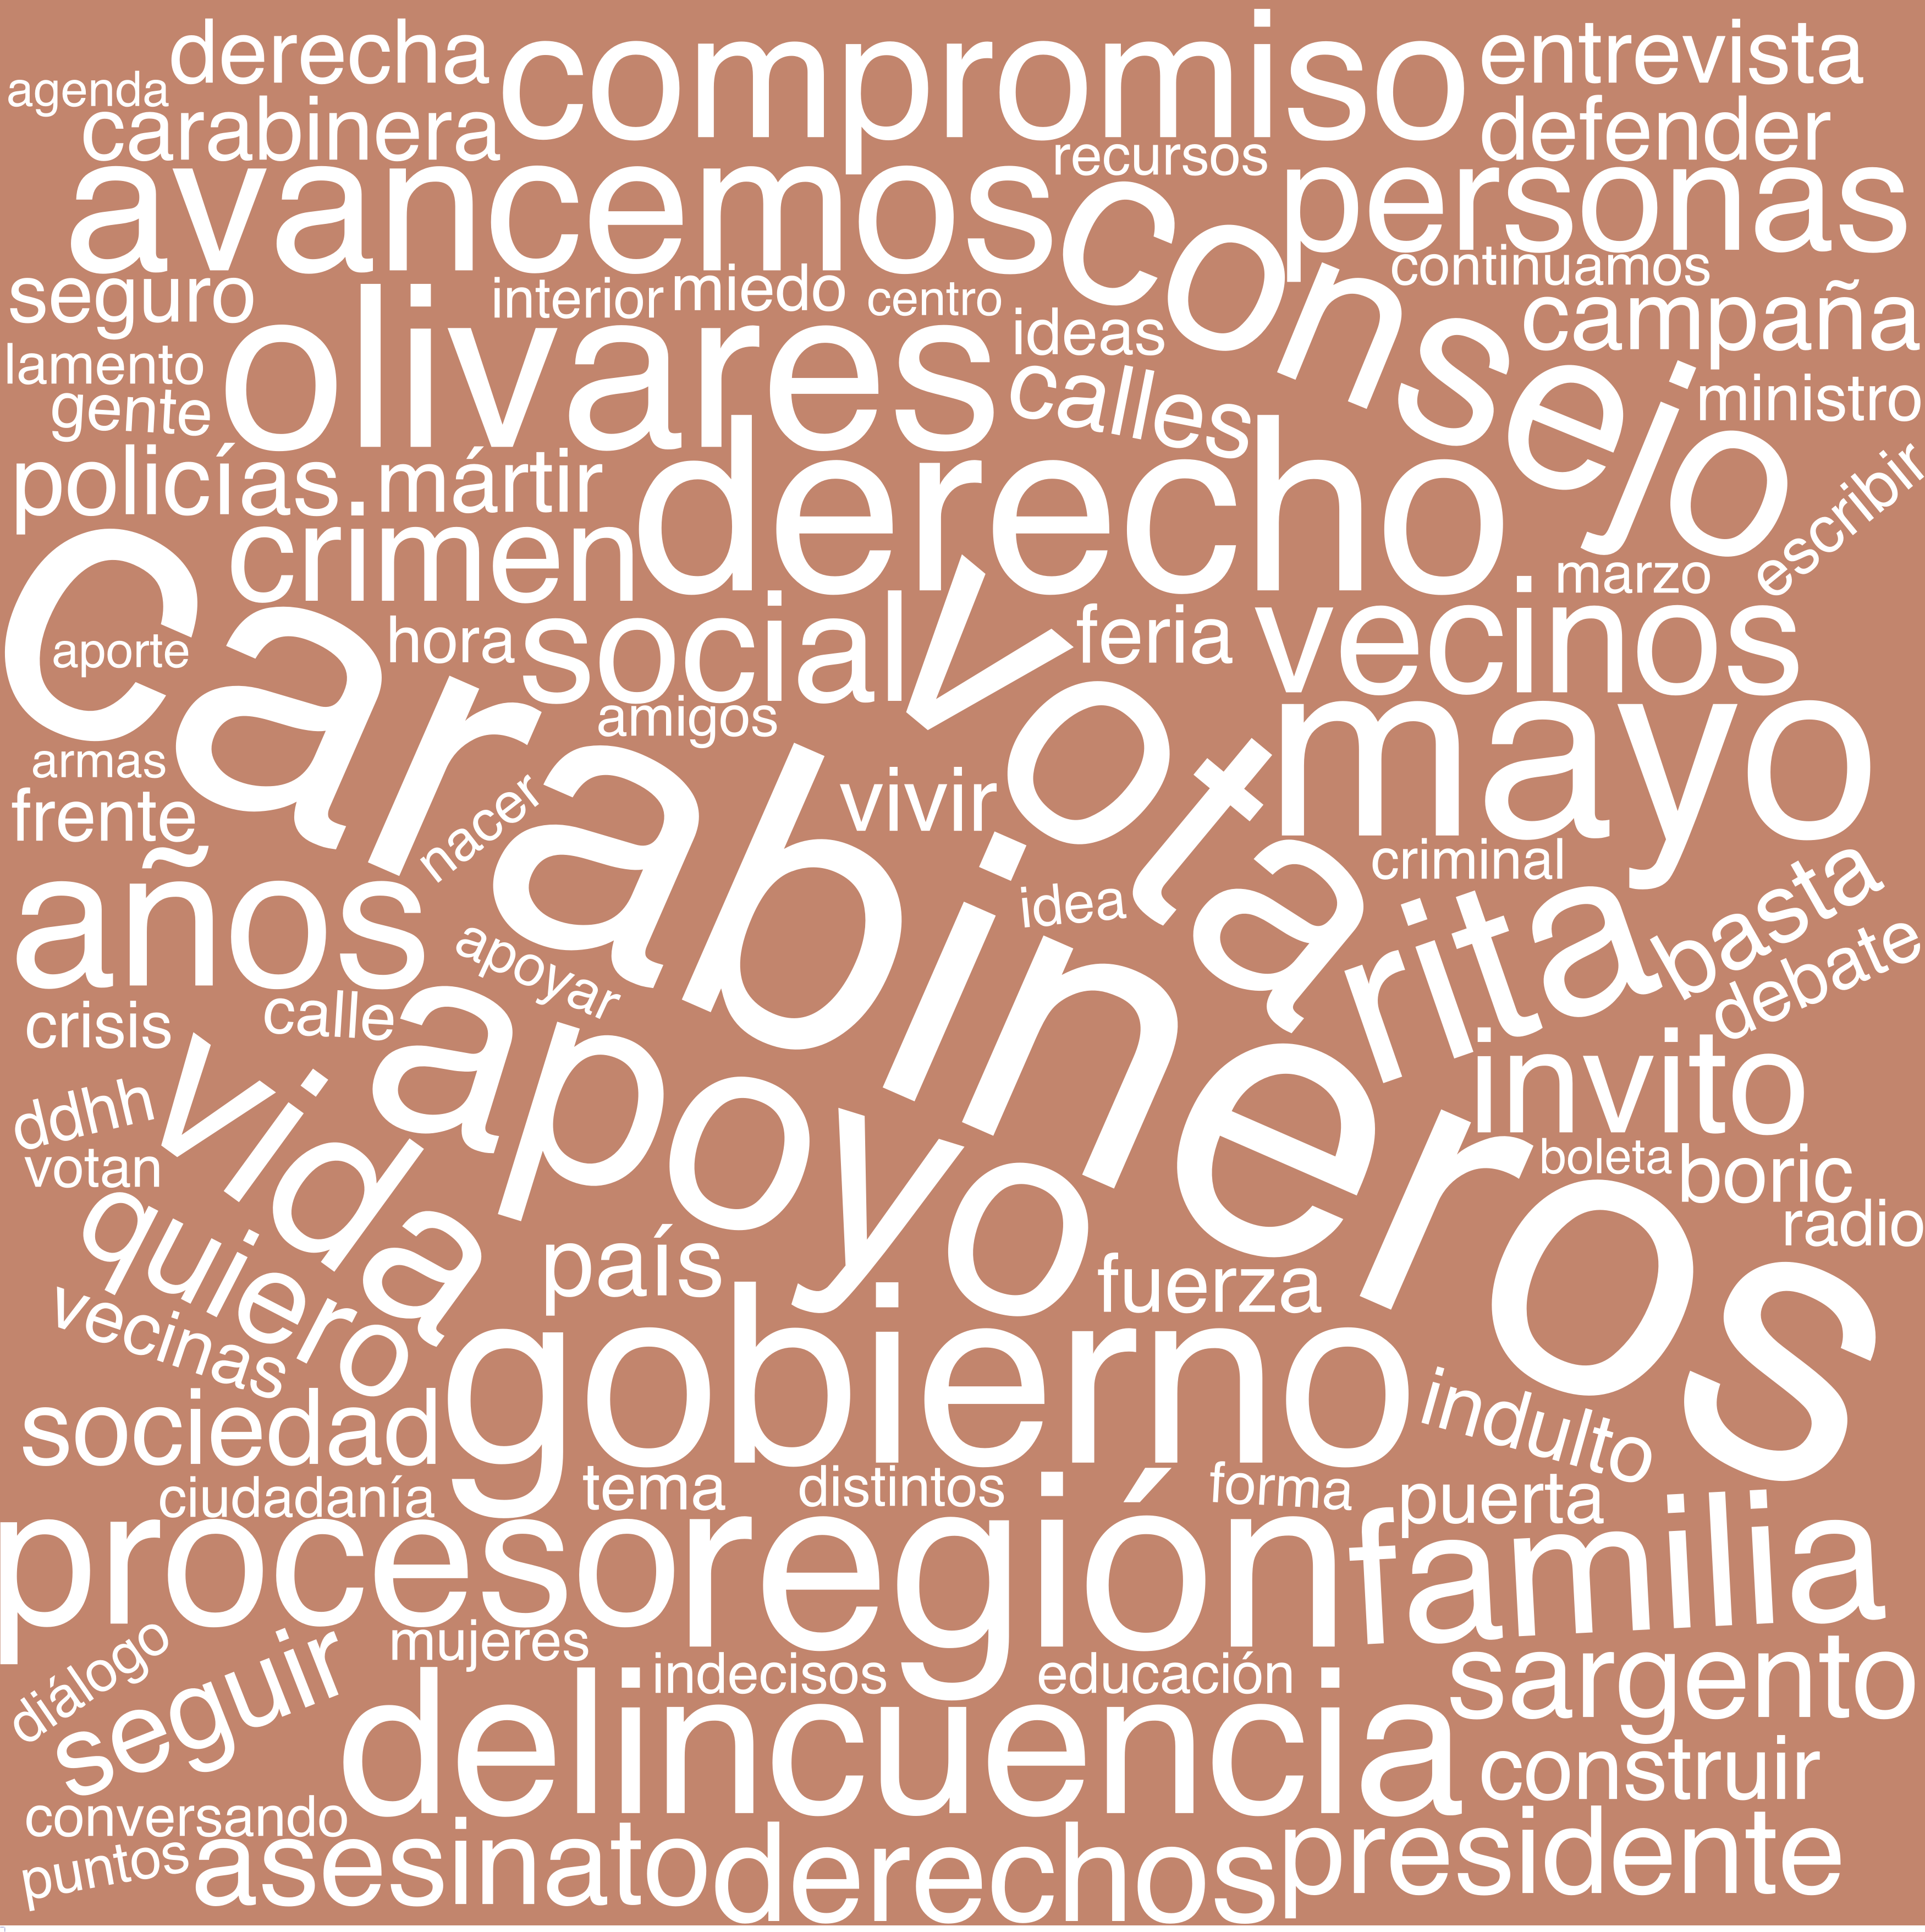 derecha
compromiso
entrevista
agenda
carabinera
recursos
defender
avancemos
consejo
personas
continuamos
seguro
interior
miedo
centro
ideas
campaña
lamento
olivares
calles
ministro
gente
policías.
mártir
derecho.
escribir
crimen
marzo
carabineros
aporte
hora
social
votar
feria
vecinos
amigos
mayo
armas
vivir
frente
nacer
criminal
años
idea
rita
basta
apoyar
debate
crisis
calle
apoyo
invito
vida
ddhh
votan
boleta
boric
quiero
radio
país
fuerza
vecinas
gobierno
sociedad
indulto
ciudadanía
tema
distintos
forma
puerta
proceso
región
familia
diálogo
seguir
mujeres
indecisos
educación
sargento
delincuencia
construir
conversando
puntos
asesinato
derechos
presidente